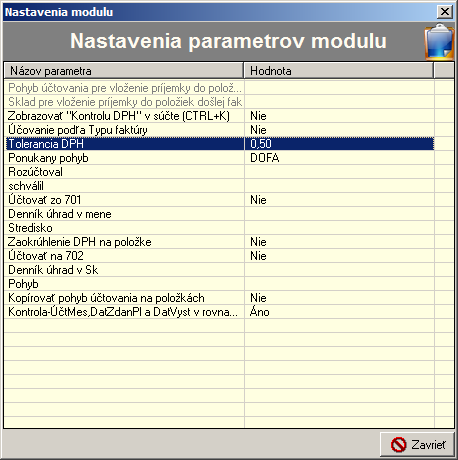 Nastavenia modulu
Nastavenia parametrov modulu
Názov parametra Hodnota
Pohyb účtovania pre vloženie príjemky do polož...
Sklad pre vloženie príjemky do položiek došlej fak
Zobrazovať "Kontrolu DPH" v súčte (CTRL+K) Nie
Účovanie podľa Typu faktúry Nie
Tolerancia DPH 0,50
Ponukany pohyb DOFA
Rozúčtoval
schválil
Účtovať zo 701 Nie
Denník úhrad v mene
Stredisko
Zaokrúhlenie DPH na položke Nie
Účtovať na 702 Nie
Denník úhrad v Sk
Pohyb
Kopírovať pohyb účtovania na položkách Nie
Kontrola-ÚčtMes,DatZdanPl a DatVyst v rovna... Áno
Zavrieť